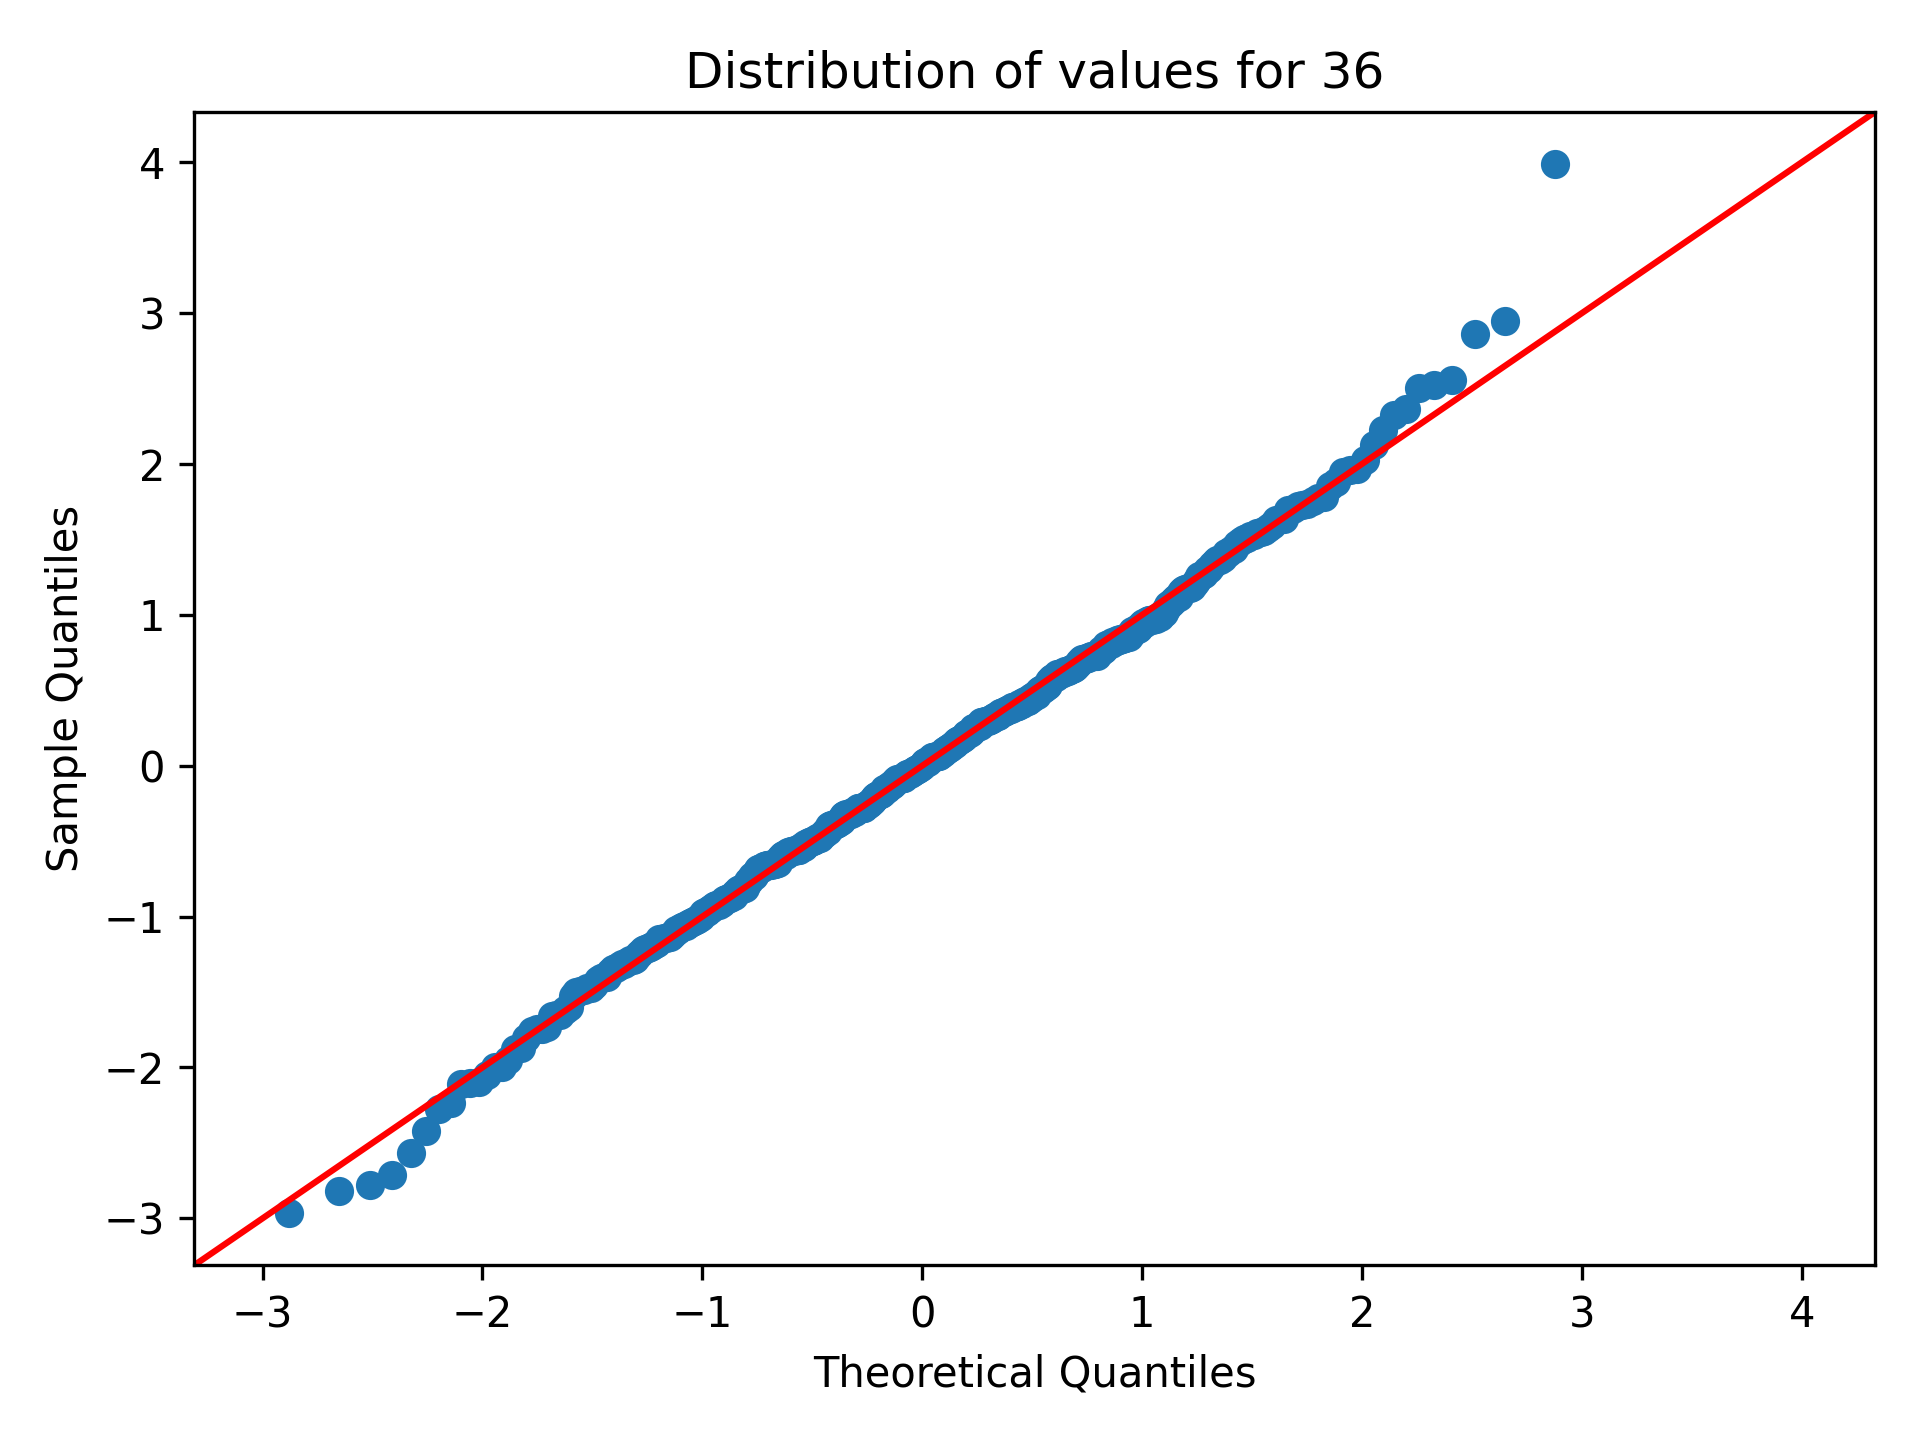 Distribution of values for 36
4
3
2
1
0
−1
−2
−3
Sample Quantiles
−3 −2 −1 0 1 2 3 4
Theoretical Quantiles